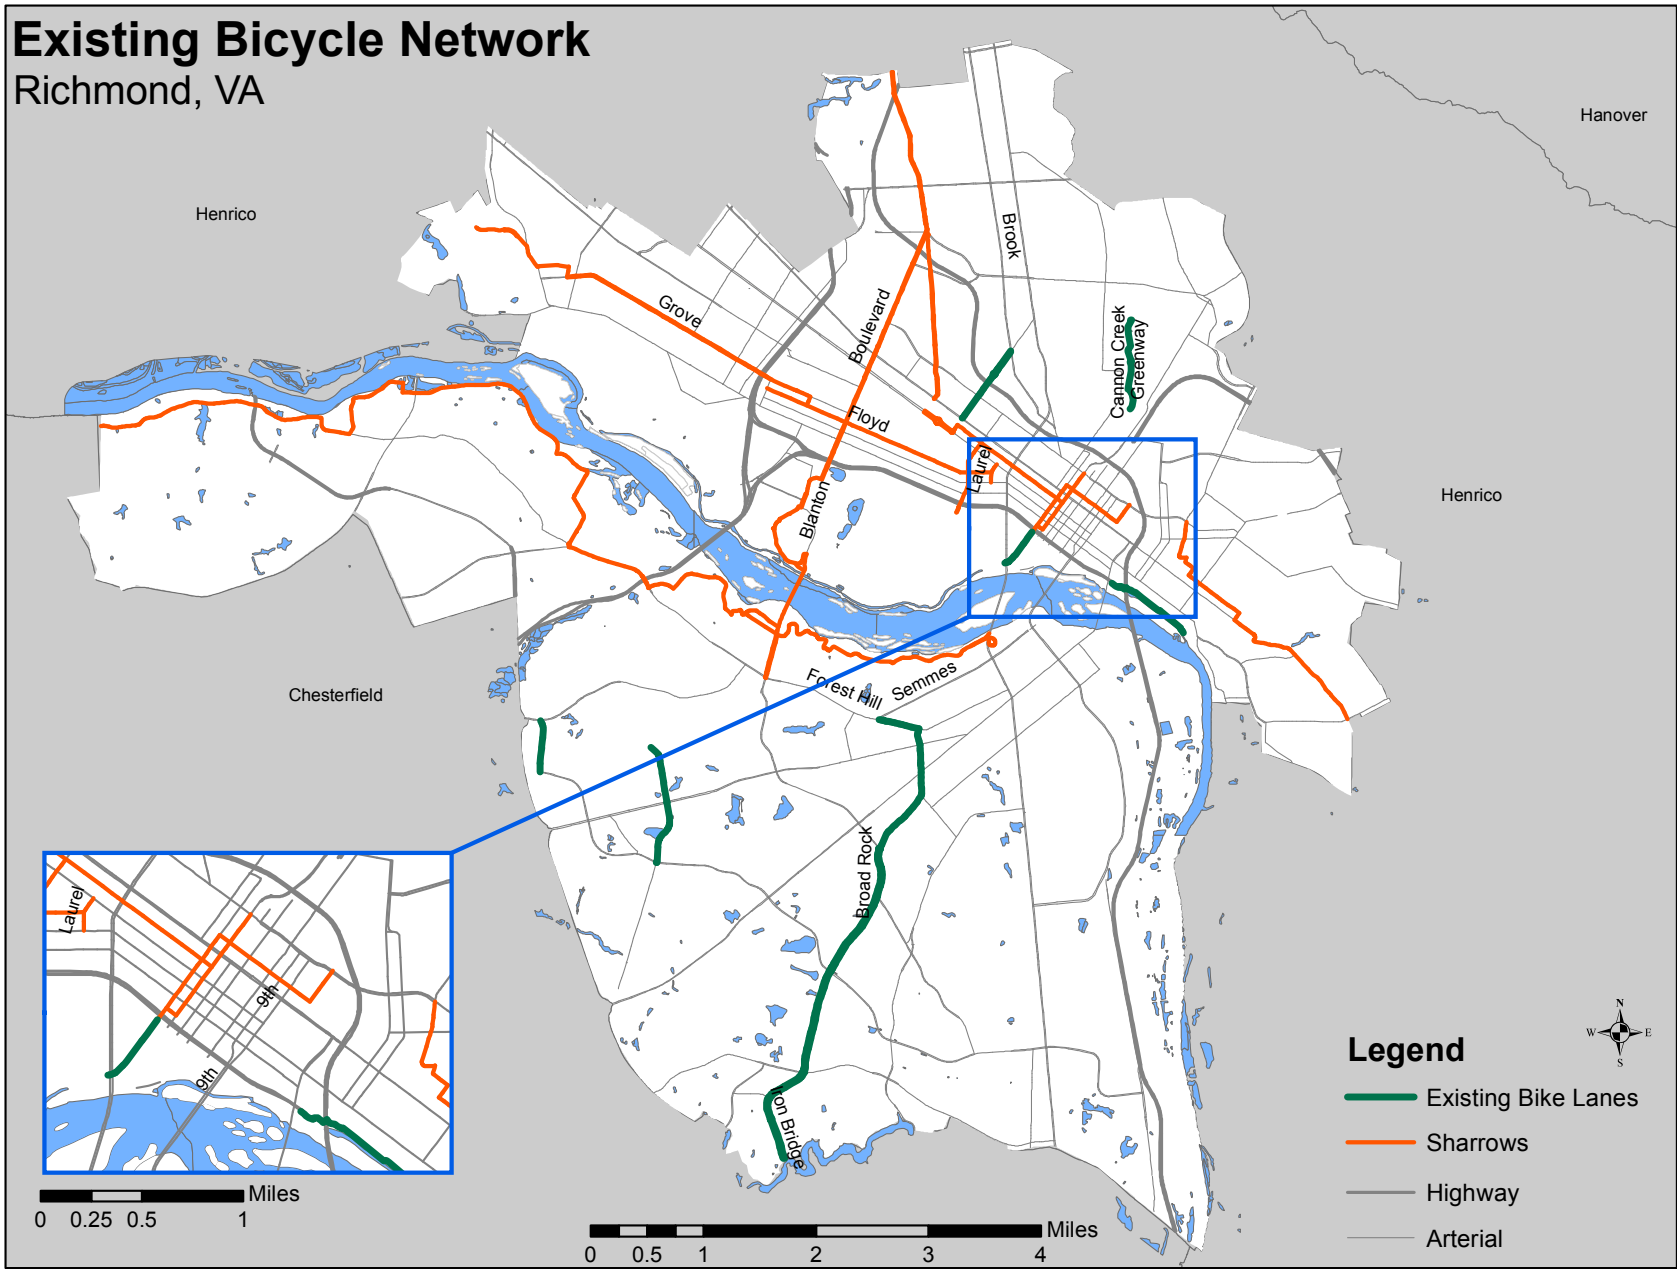 Existing Bicycle Network
Richmond, VA
Hanover
Henrico
Brook
Grove
Boulevard
Cannon Creek
Greenway
Floyd
Laurel
Henrico
Blanton
Chesterfield
Forest Hill
Semmes
Broad Rock
Iron Bridge
Laurel
9th
9th
Miles
0 0.25 0.5 1
Miles
0 0.5 1 2 3 4
N
W E
S
Legend
Existing Bike Lanes
Sharrows
Highway
Arterial